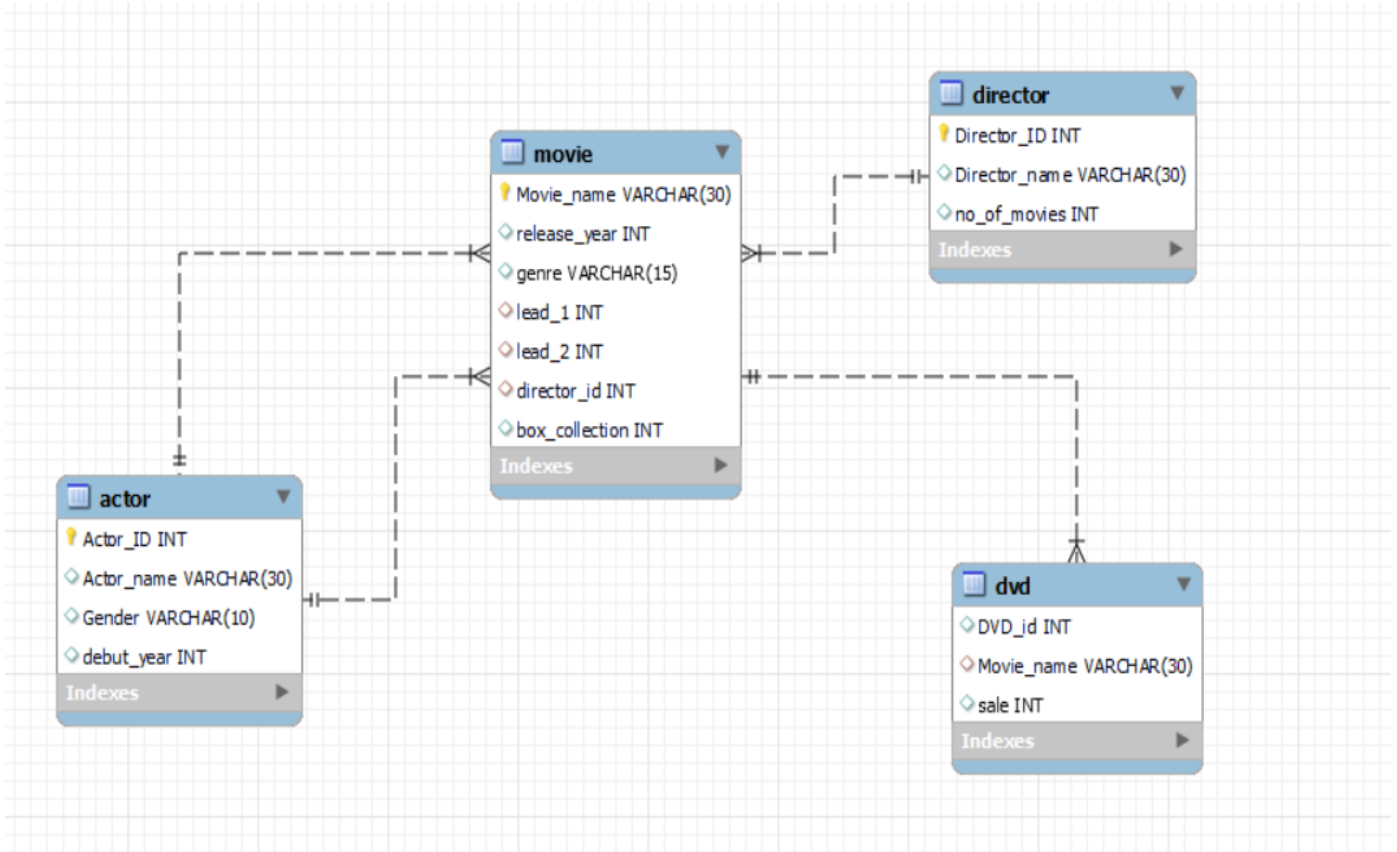 director
Director_ID INT
Director_name VARCHAR(30)
no_of_movies INT
Indexes
movie
Movie_name VARCHAR(30)
release_year INT
genre VARCHAR(15)
lead_1 INT
lead_2 INT
director_id INT
box_collection INT
Indexes
actor
Actor_ID INT
Actor_name VARCHAR(30)
Gender VARCHAR(10)
debut_year INT
Indexes
dvd
DVD_id INT
Movie_name VARCHAR(30)
sale INT
Indexes